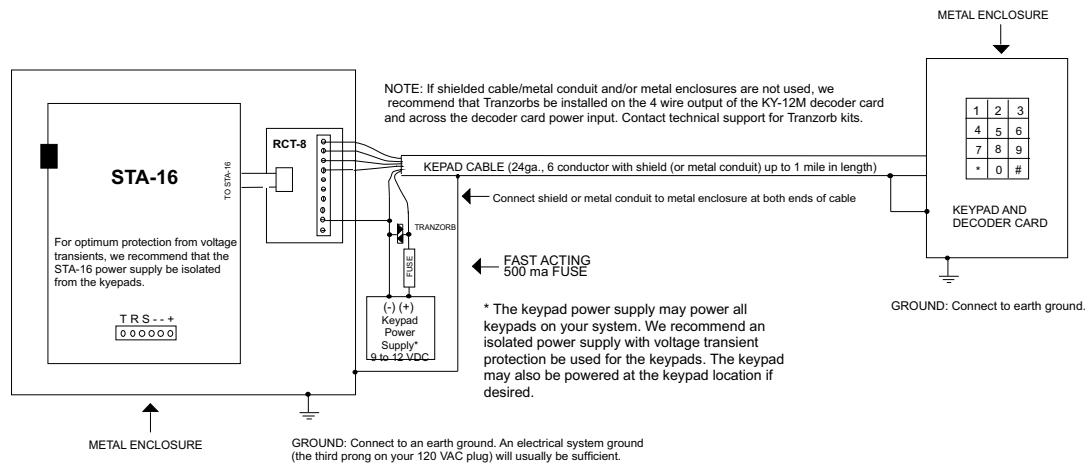 METAL ENCLOSURE
NOTE: If shielded cable/metal conduit and/or metal enclosures are not used, we
recommend that Tranzorbs be installed on the 4 wire output of the KY-12M decoder card
and across the decoder card power input. Contact technical support for Tranzorb kits.
1 2 3
4 5 6
7 8 9
* 0 #
KEYPAD AND
DECODER CARD
RCT-8
STA-16
TO STA-16
KEPAD CABLE (24ga., 6 conductor with shield (or metal conduit) up to 1 mile in length)
Connect shield or metal conduit to metal enclosure at both ends of cable
TRANZORB
For optimum protection from voltage
transients, we recommend that the
STA-16 power supply be isolated
from the kyepads.
FUSE
FAST ACTING
500 ma FUSE
T R S - - +
0 0 0 0 0 0
(-) (+)
Keypad
Power
Supply*
9 to 12 VDC
* The keypad power supply may power all
keypads on your system. We recommend an
isolated power supply with voltage transient
protection be used for the keypads. The keypad
may also be powered at the keypad location if
desired.
GROUND: Connect to earth ground.
METAL ENCLOSURE
GROUND: Connect to an earth ground. An electrical system ground
(the third prong on your 120 VAC plug) will usually be sufficient.